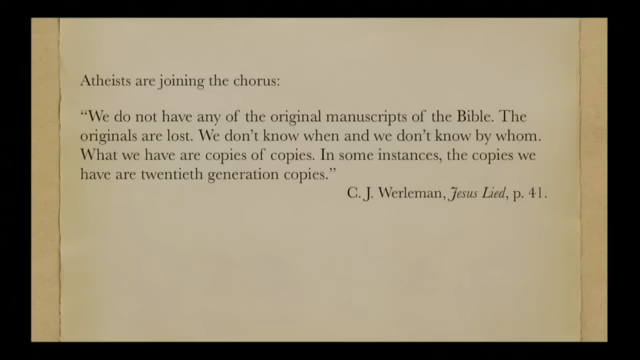 Atheists are joining the chorus:
“We do not have any of the original manuscripts of the Bible. The
originals are lost. We don’t know when and we don’t know by whom.
What we have are copies of copies. In some instances, the copies we
have are twentieth generation copies.”
C. J. Werleman, Jesus Lied, p. 41.